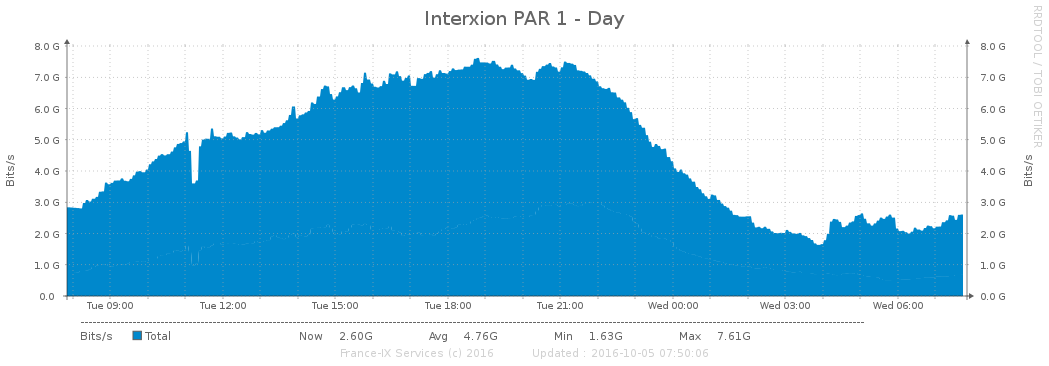 Interxion PAR 1 - Day
RRDTOOL / TOBI OETIKER
Bits/s
8.0 G 8.0 G
7.0 G 7.0 G
6.0 G 6.0 G
5.0 G 5.0 G
4.0 G 4.0 G
3.0 G 3.0 G
2.0 G 2.0 G
1.0 G 1.0 G
0.0 0.0 G
Bits/s
Tue 09:00 Tue 12:00 Tue 15:00 Tue 18:00 Tue 21:00 Wed 00:00 Wed 03:00 Wed 06:00
Bits/s Total Now 2.60G Avg 4.76G Min 1.63G Max 7.61G
France-IX Services (c) 2016 Updated : 2016-10-05 07:50:06